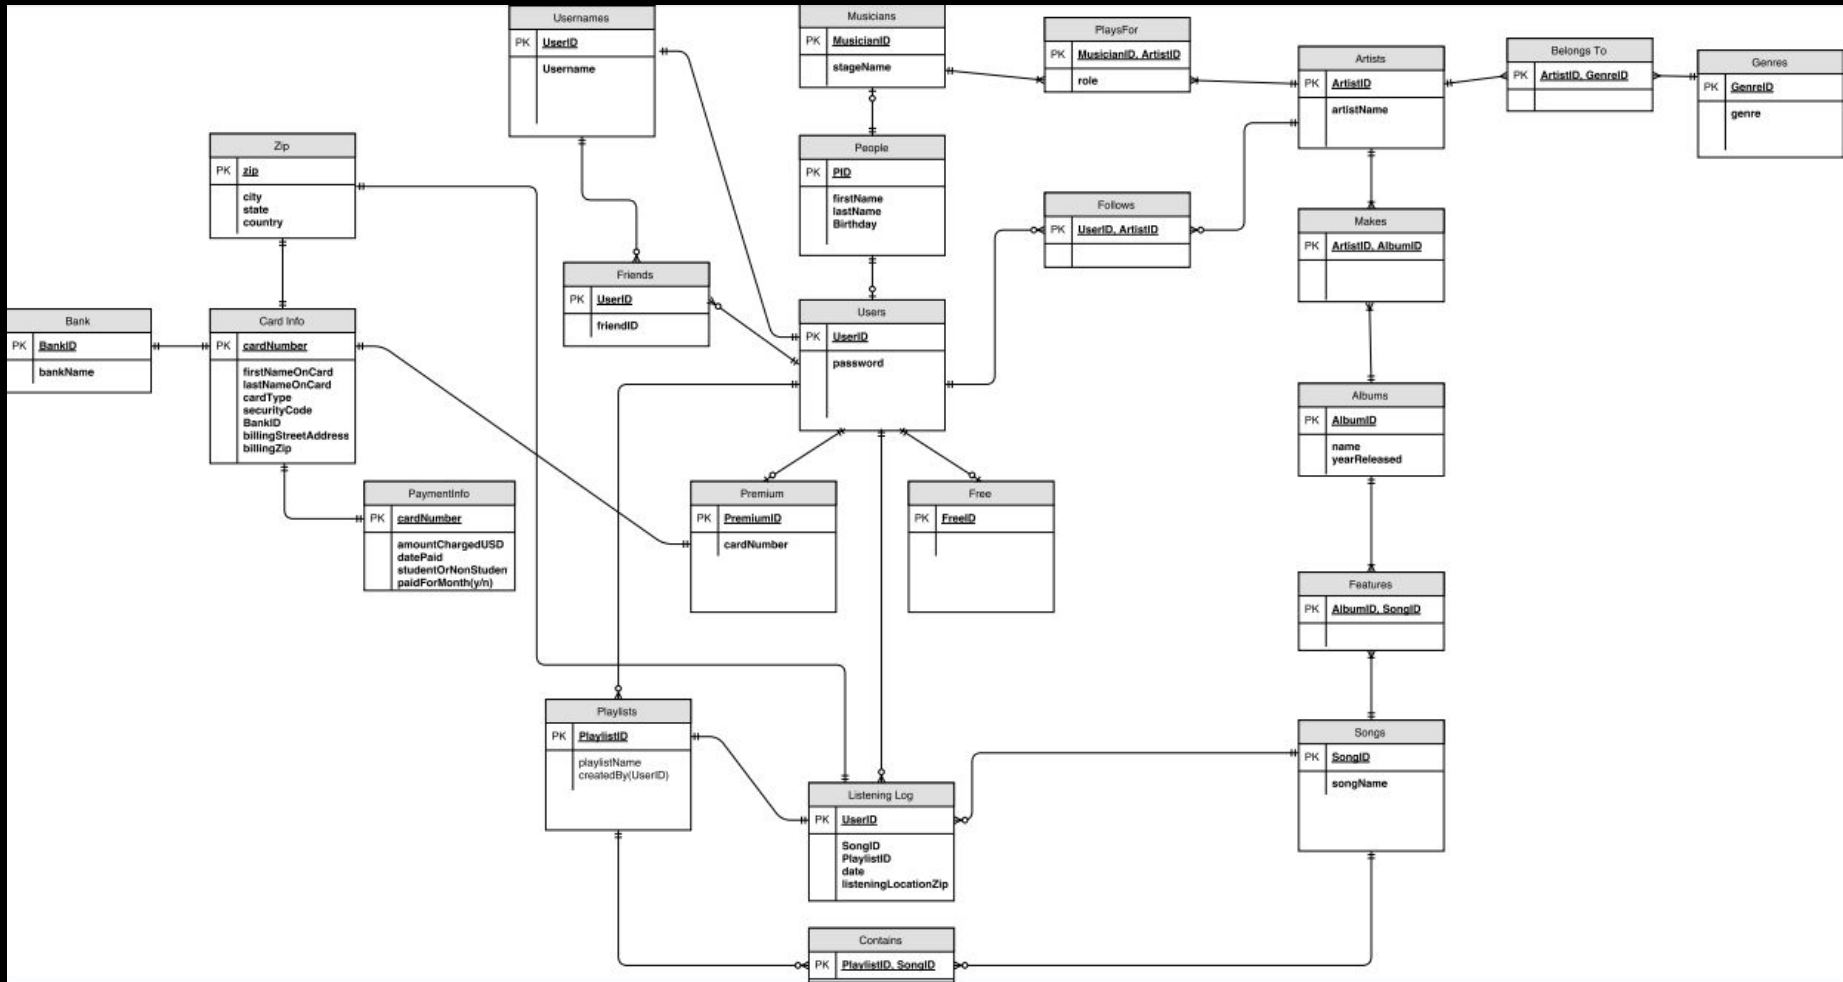 Usernames
PK UserID
Username
Musicians
PK MusicianID
stageName
PlaysFor
PK MusicianID, ArtistID
role
Artists
PK ArtistID
artistName
Belongs To
PK ArtistID, GenreID
Genres
PK GenreID
genre
Zip
PK zip
city
state
country
People
PK PID
firstName
lastName
Birthday
Follows
PK UserID, ArtistID
Makes
PK ArtistID, AlbumID
Friends
PK UserID
friendID
Users
PK UserID
password
Bank
PK BankID
bankName
Card Info
PK cardNumber
firstNameOnCard
lastNameOnCard
cardType
securityCode
BankID
billingStreetAddress
billingZip
Albums
PK AlbumID
name
yearReleased
PaymentInfo
PK cardNumber
amountChargedUSD
datePaid
studentOrNonStuden
paidForMonth(y/n)
Premium
PK PremiumID
cardNumber
Free
PK FreeID
Features
PK AlbumID, SongID
Playlists
PK PlaylistID
playlistName
createdBy(UserID)
Songs
PK SongID
songName
Listening Log
PK UserID
SongID
PlaylistID
date
listeningLocationZip
Contains
PK PlaylistID, SongID